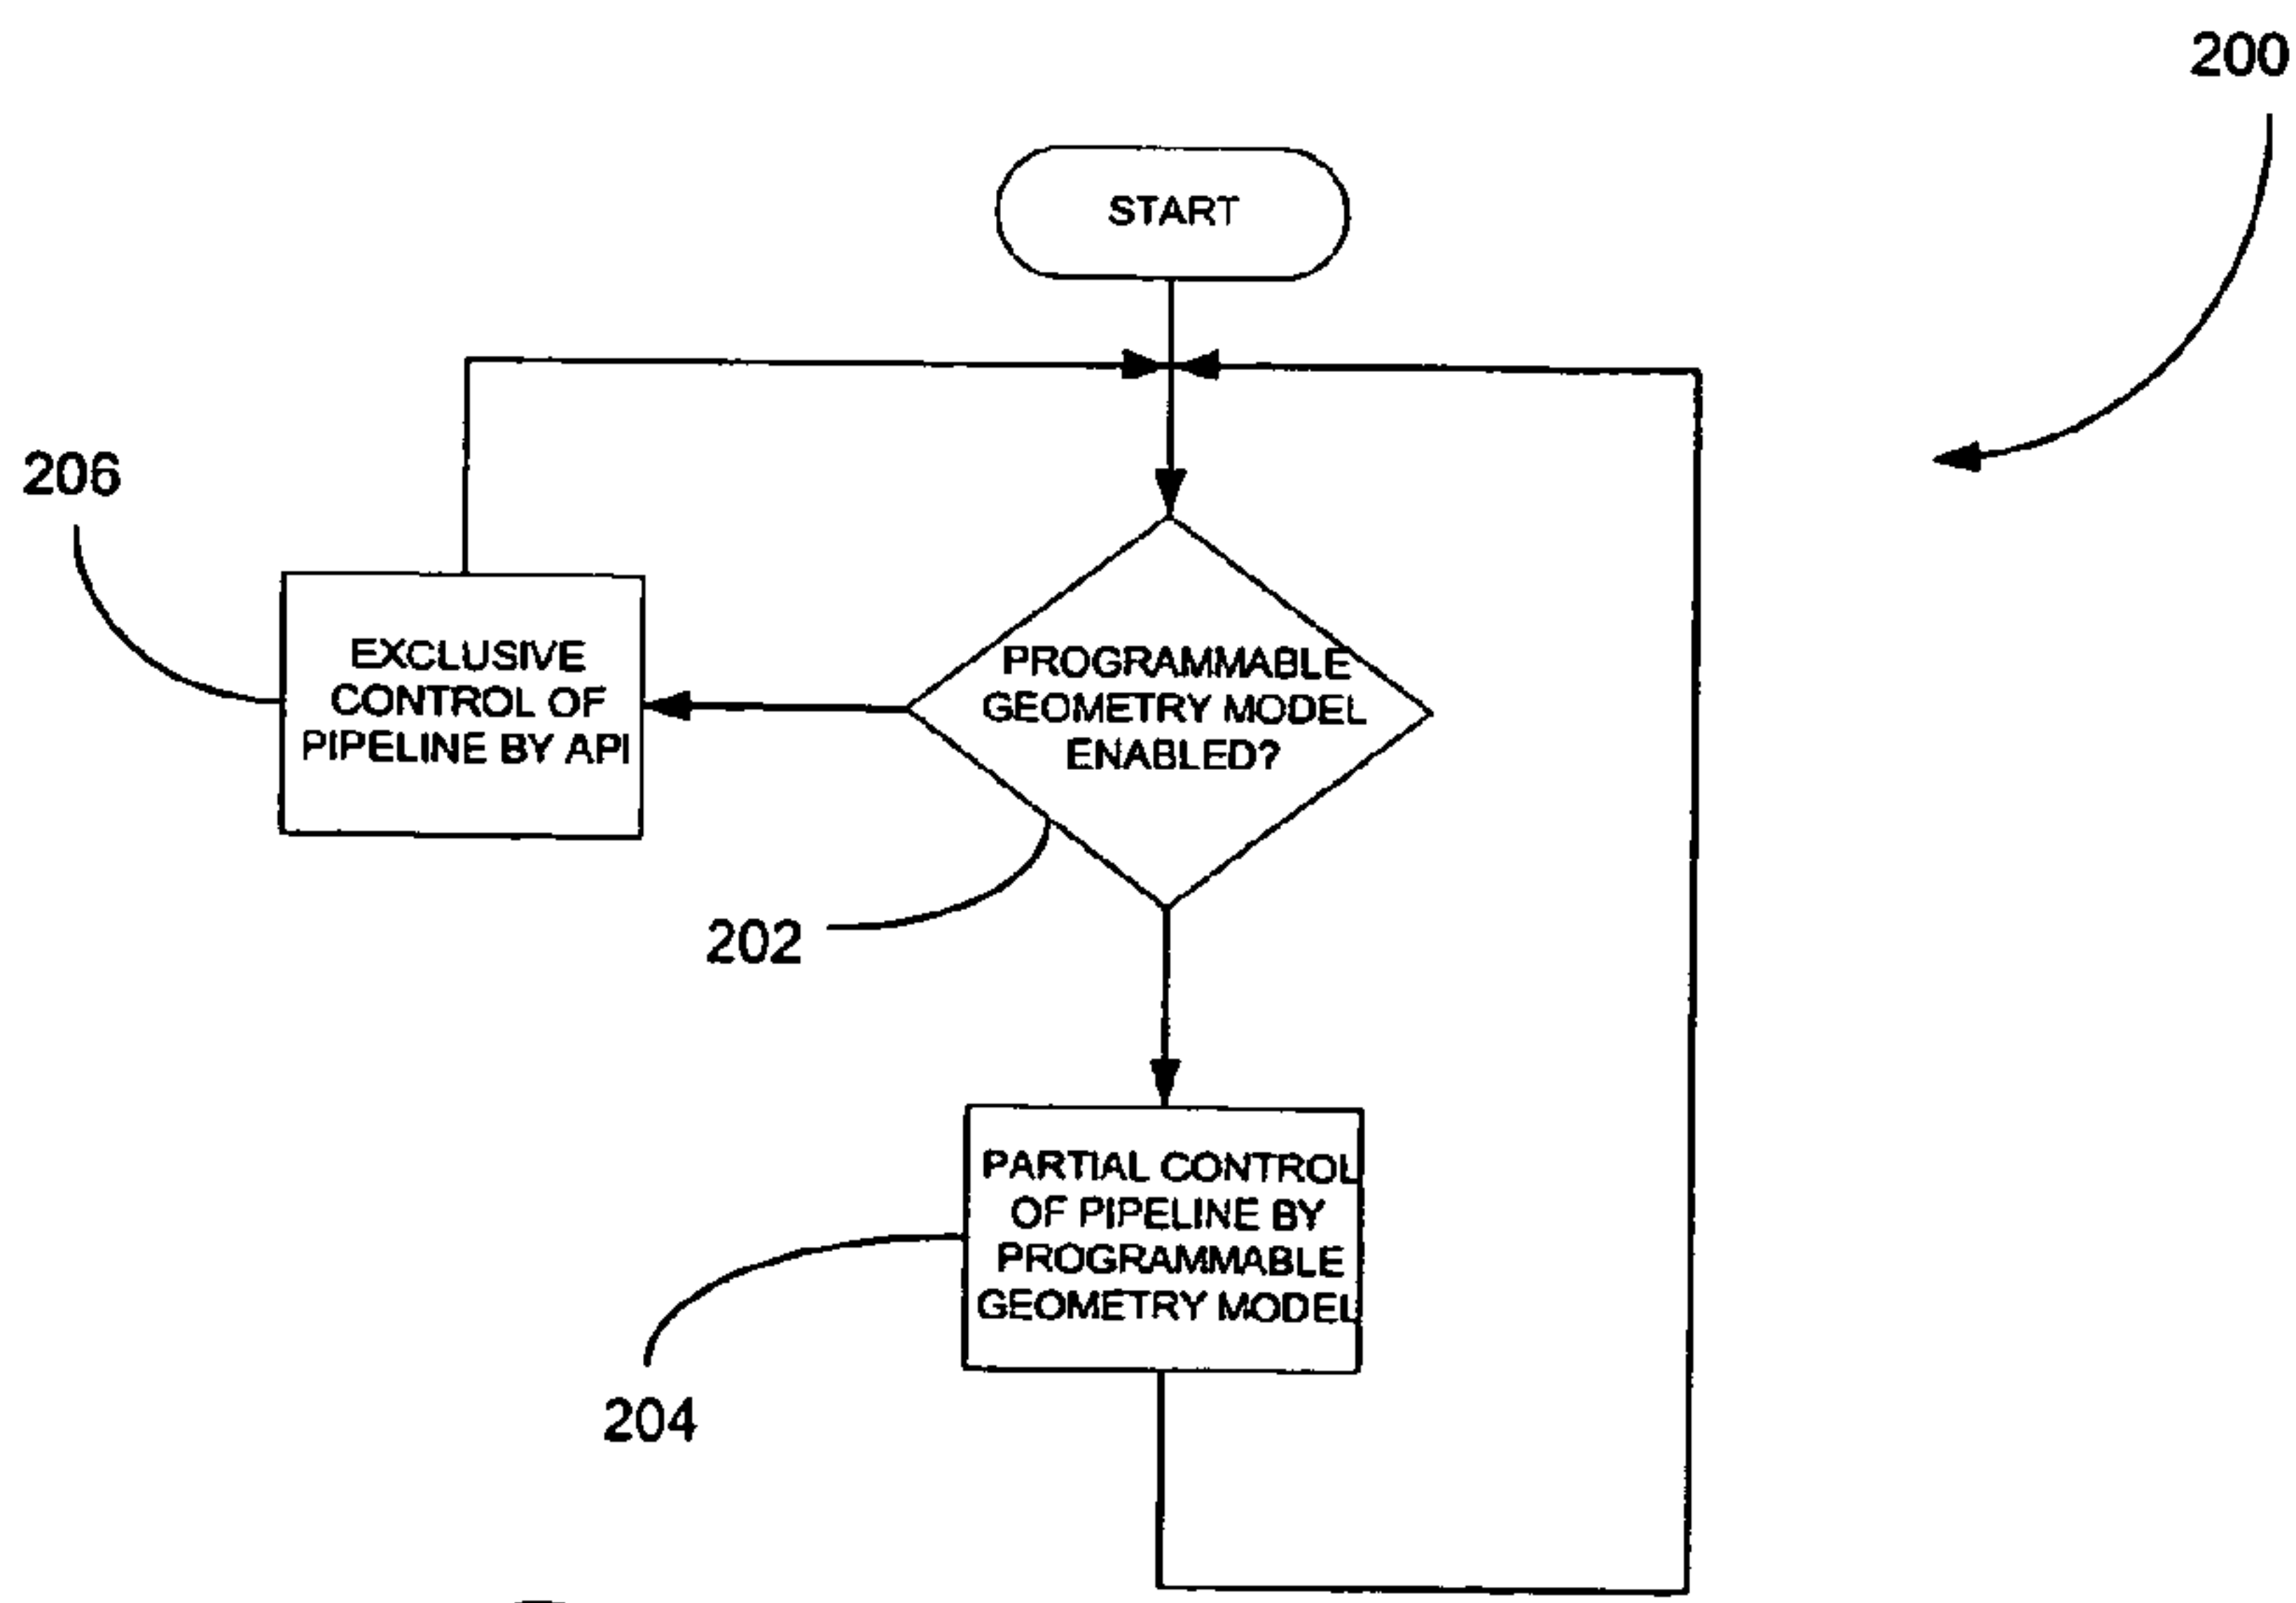 200
START
206
EXCLUSIVE
CONTROL OF
PIPELINE BY API
PROGRAMMABLE
GEOMETRY MODEL
ENABLED?
202
PARTIAL CONTROL
OF PIPELINE BY
PROGRAMMABLE
GEOMETRY MODEL
204